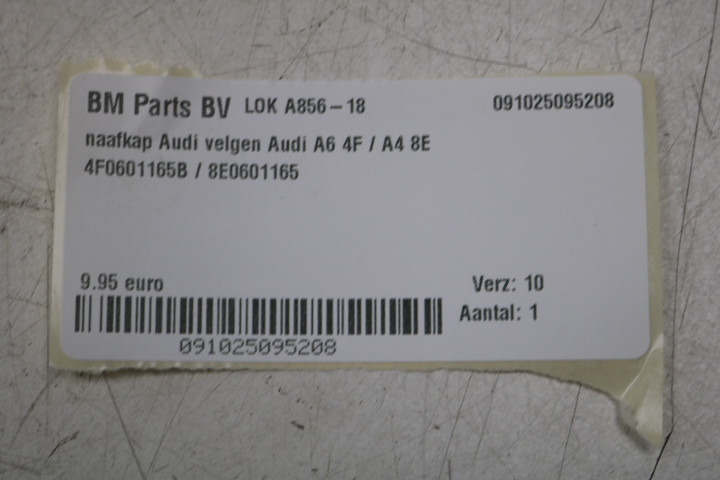 BM Parts BV LOK A856-18 091025095208
naafkap Audi velgen Audi A6 4F / A4 8E
4F0601165B / 8E0601165
9.95 euro Verz: 10
Aantal: 1
091025095208